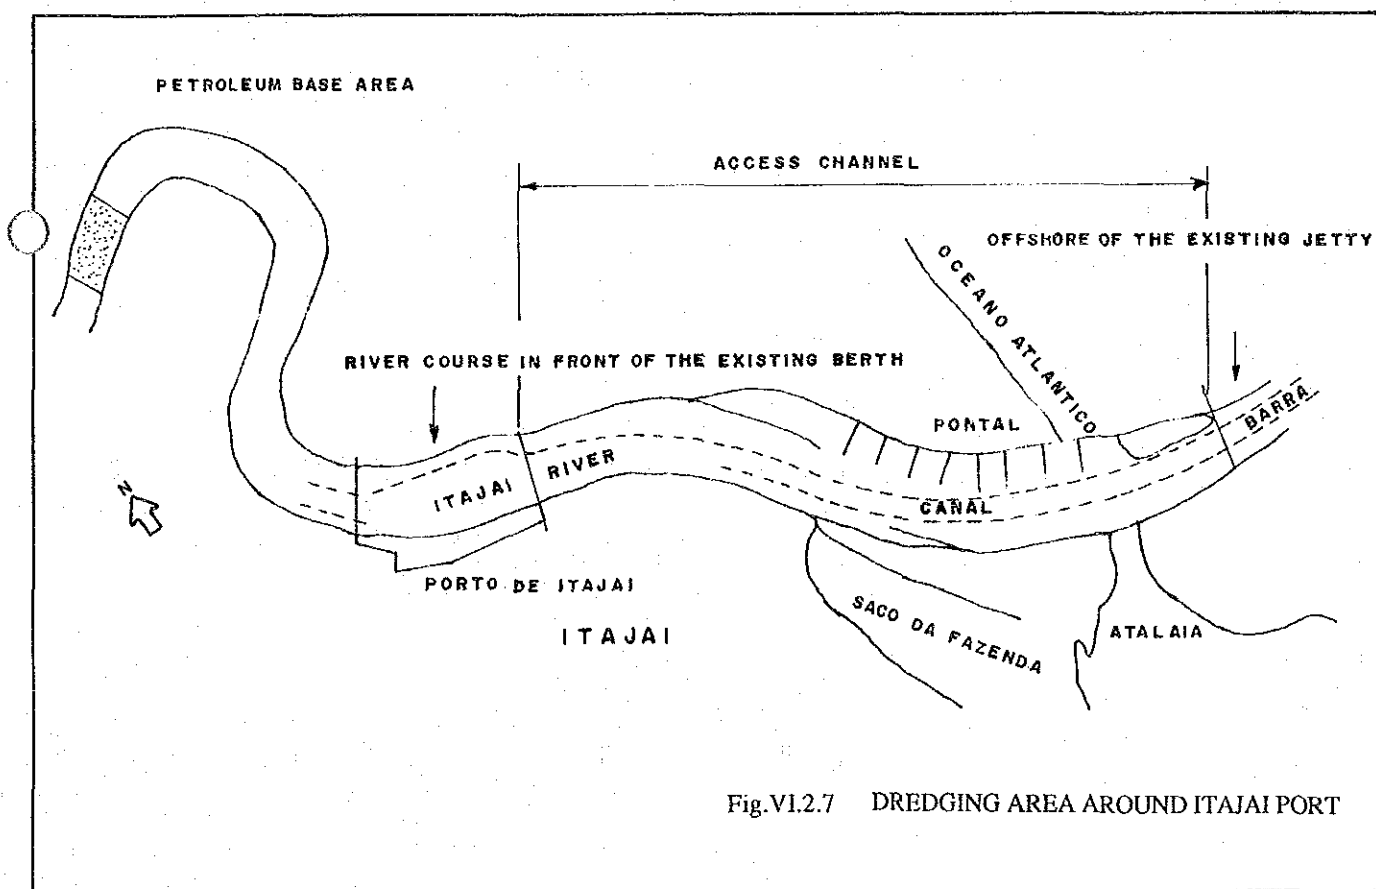 PETROLEUM BASE AREA
ACCESS CHANNEL
OFFSHORE OF THE EXISTING JETTY
OCEANO ATLANTICO
RIVER COURSE IN FRONT OF THE EXISTING BERTH
BARRA
PONTAL
RIVER
ITAJAI
N
CANAL
PORTO DE ITAJAI
SACO DA FAZENDA
ITAJAI
ATALAIA
Fig.VI.2.7 DREDGING AREA AROUND ITAJAI PORT